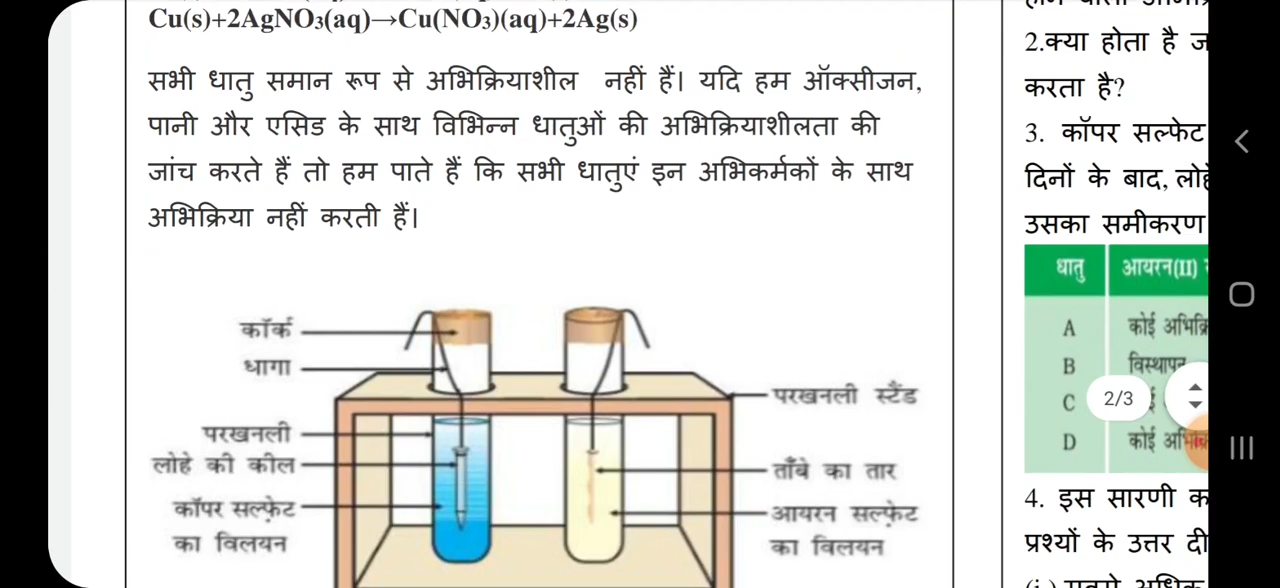 Cu(s)+2AgNO₃(aq)→Cu(NO₃)(aq)+2Ag(s)
सभी धातु समान रूप से अभिक्रियाशील नहीं हैं। यदि हम ऑक्सीजन,
पानी और एसिड के साथ विभिन्न धातुओं की अभिक्रियाशीलता की
जांच करते हैं तो हम पाते हैं कि सभी धातुएं इन अभिकर्मकों के साथ
अभिक्रिया नहीं करती हैं।
कॉर्क
धागा
परखनली
लोहे की कील
कॉपर सल्फ़ेट
का विलयन
परखनली स्टैंड
ताँबे का तार
आयरन सल्फ़ेट
का विलयन
2.क्या होता है
करता है?
3. कॉपर सल्फेट
दिनों के बाद,
उसका समीकरण
धातु आयरन(II)
A कोई
B विस्थापन
C
D कोई
2/3
4. इस सारणी
प्रश्यों के उत्तर